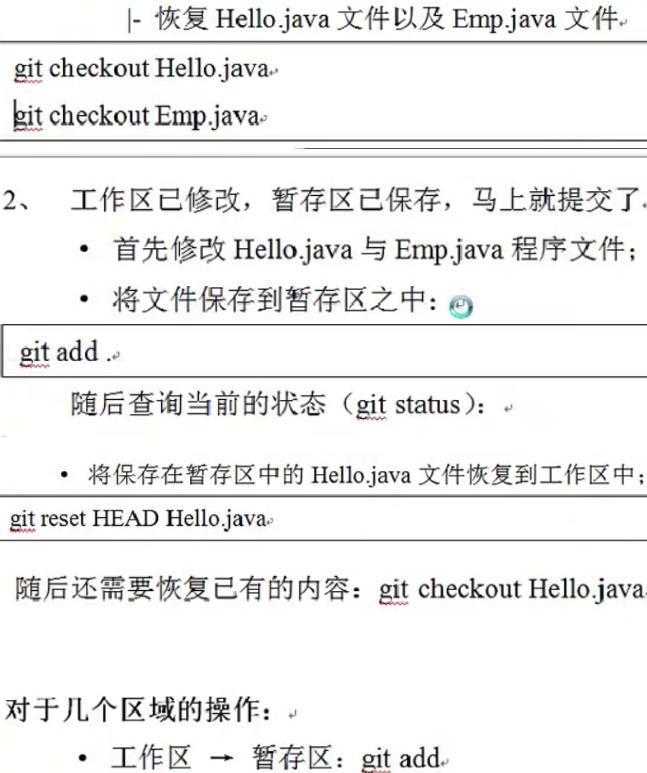 |- 恢复 Hello.java 文件以及 Emp.java 文件
git checkout Hello.java
git checkout Emp.java
2、 工作区已修改，暂存区已保存，马上就提交了
• 首先修改 Hello.java 与 Emp.java 程序文件；
• 将文件保存到暂存区之中：
git add .
随后查询当前的状态（git status）：
• 将保存在暂存区中的 Hello.java 文件恢复到工作区中；
git reset HEAD Hello.java
随后还需要恢复已有的内容：git checkout Hello.java
对于几个区域的操作：
• 工作区 → 暂存区：git add